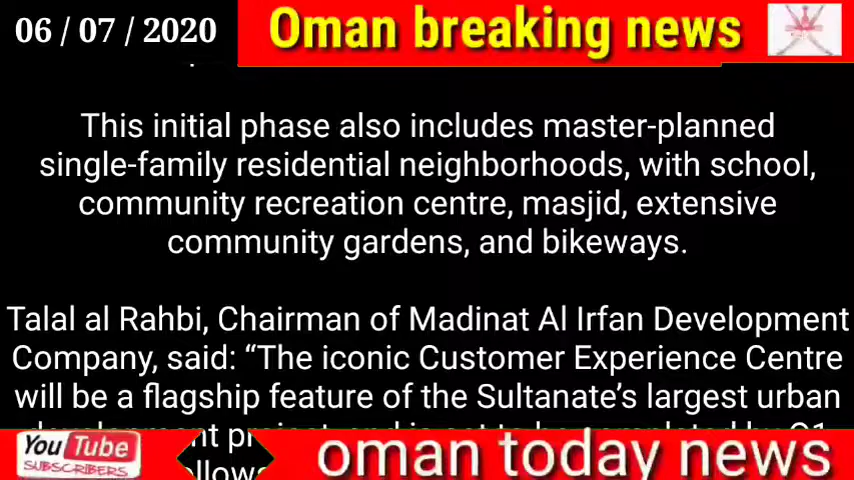 06 / 07 / 2020
Oman breaking news
This initial phase also includes master-planned
single-family residential neighborhoods, with school,
community recreation centre, masjid, extensive
community gardens, and bikeways.
Talal al Rahbi, Chairman of Madinat Al Irfan Development
Company, said: “The iconic Customer Experience Centre
will be a flagship feature of the Sultanate’s largest urban
YouTube
SUBSCRIBERS
oman today news